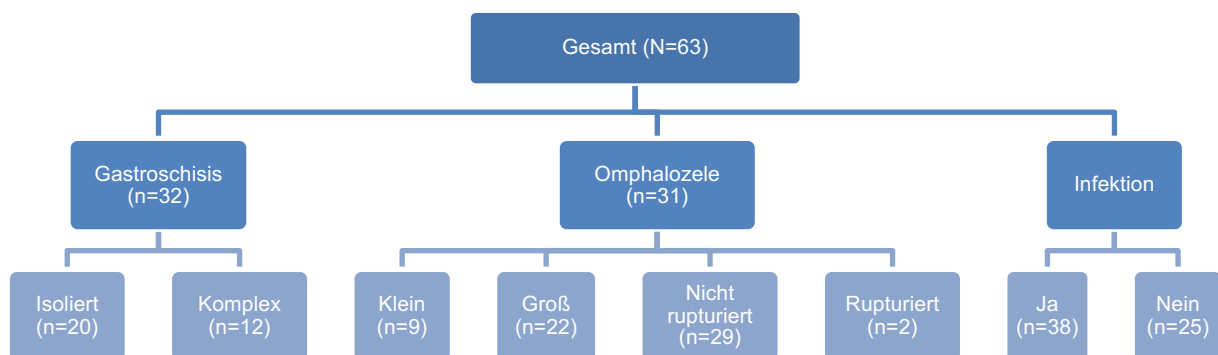 Gesamt (N=63)
Gastroschisis
(n=32)
Omphalozele
(n=31)
Infektion
Isoliert
(n=20)
Komplex
(n=12)
Klein
(n=9)
Groß
(n=22)
Nicht
rupturiert
(n=29)
Rupturiert
(n=2)
Ja
(n=38)
Nein
(n=25)